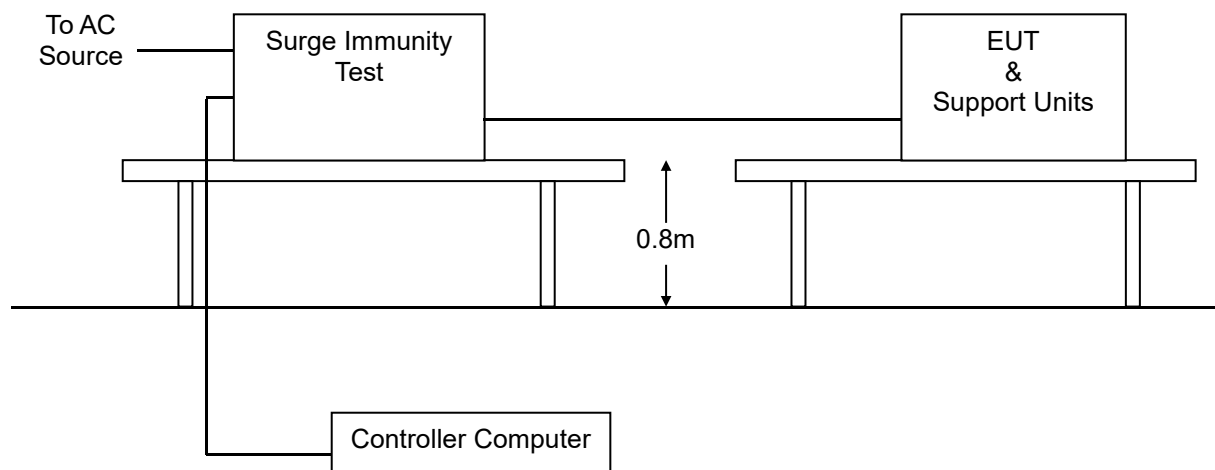 To AC
Source
Surge Immunity
Test
EUT
&
Support Units
0.8m
Controller Computer